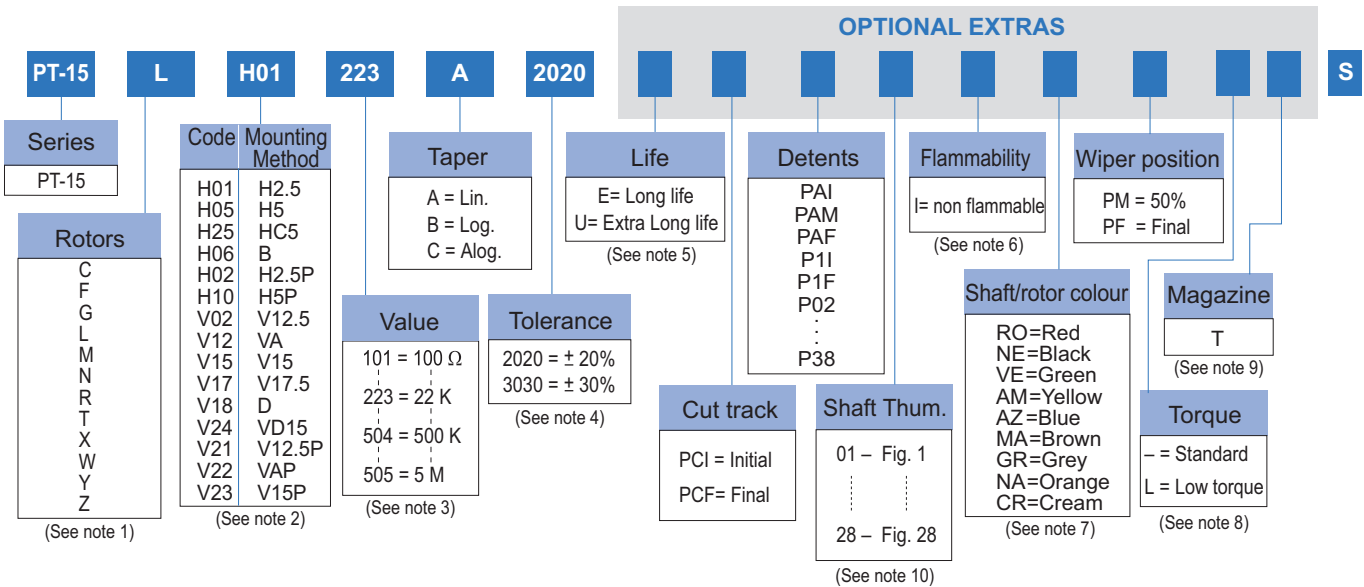 OPTIONAL EXTRAS
PT-15 L H01 223 A 2020 S
Series
PT-15
Rotors
C
F
G
L
M
N
R
T
X
W
Y
Z
(See note 1)
Code Mounting Method
H01 H2.5
H05 H5
H25 HC5
H06 B
H02 H2.5P
H10 H5P
V02 V12.5
V12 VA
V15 V15
V17 V17.5
V18 D
V24 VD15
V21 V12.5P
V22 VAP
V23 V15P
(See note 2)
Value
101 = 100 Ω
223 = 22 K
504 = 500 K
505 = 5 M
(See note 3)
Taper
A = Lin.
B = Log.
C = Alog.
Tolerance
2020 = ± 20%
3030 = ± 30%
(See note 4)
Life
E= Long life
U= Extra Long life
(See note 5)
Cut track
PCI = Initial
PCF= Final
Detents
PAI
PAM
PAF
P1I
P1F
P02
.
.
.
P38
Shaft Thum.
01 – Fig. 1
28 – Fig. 28
(See note 10)
Flammability
I= non flammable
(See note 6)
Shaft/rotor colour
RO=Red
NE=Black
VE=Green
AM=Yellow
AZ=Blue
MA=Brown
GR=Grey
NA=Orange
CR=Cream
(See note 7)
Wiper position
PM = 50%
PF = Final
Torque
– = Standard
L = Low torque
(See note 8)
Magazine
T
(See note 9)